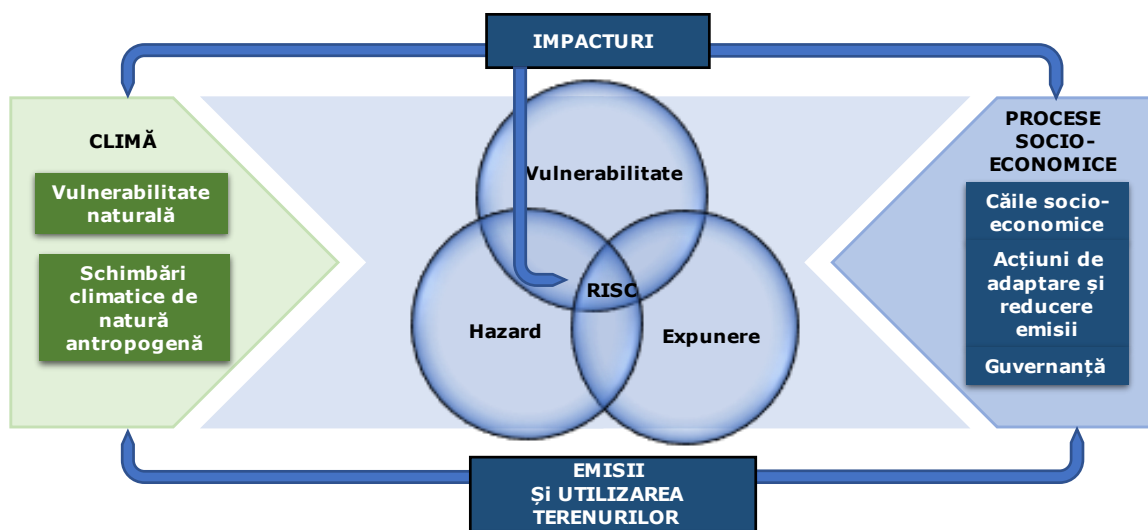 IMPACTURI
CLIMĂ
Vulnerabilitate
naturală
Schimbări
climatice de
natură
antropogenă
Vulnerabilitate
RISC
Hazard
Expunere
PROCESE
SOCIO-
ECONOMICE
Căile socio-
economice
Acțiuni de
adaptare și
reducere
emisii
Guvernanță
EMISII
Și UTILIZAREA
TERENURILOR